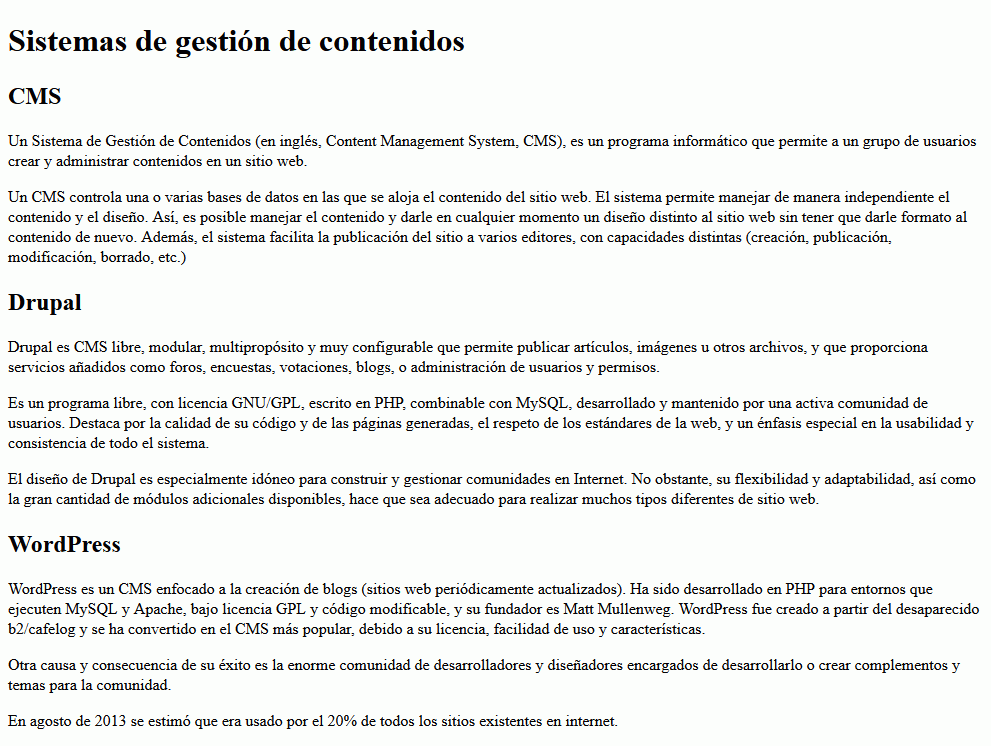 Sistemas de gestión de contenidos
CMS
Un Sistema de Gestión de Contenidos (en inglés, Content Management System, CMS), es un programa informático que permite a un grupo de usuarios
crear y administrar contenidos en un sitio web.
Un CMS controla una o varias bases de datos en las que se aloja el contenido del sitio web. El sistema permite manejar de manera independiente el
contenido y el diseño. Así, es posible manejar el contenido y darle en cualquier momento un diseño distinto al sitio web sin tener que darle formato al
contenido de nuevo. Además, el sistema facilita la publicación del sitio a varios editores, con capacidades distintas (creación, publicación,
modificación, borrado, etc.)
Drupal
Drupal es CMS libre, modular, multipropósito y muy configurable que permite publicar artículos, imágenes u otros archivos, y que proporciona
servicios añadidos como foros, encuestas, votaciones, blogs, o administración de usuarios y permisos.
Es un programa libre, con licencia GNU/GPL, escrito en PHP, combinable con MySQL, desarrollado y mantenido por una activa comunidad de
usuarios. Destaca por la calidad de su código y de las páginas generadas, el respeto de los estándares de la web, y un énfasis especial en la usabilidad y
consistencia de todo el sistema.
El diseño de Drupal es especialmente idóneo para construir y gestionar comunidades en Internet. No obstante, su flexibilidad y adaptabilidad, así como
la gran cantidad de módulos adicionales disponibles, hace que sea adecuado para realizar muchos tipos diferentes de sitio web.
WordPress
WordPress es un CMS enfocado a la creación de blogs (sitios web periódicamente actualizados). Ha sido desarrollado en PHP para entornos que
ejecuten MySQL y Apache, bajo licencia GPL y código modificable, y su fundador es Matt Mullenweg. WordPress fue creado a partir del desaparecido
b2/cafelog y se ha convertido en el CMS más popular, debido a su licencia, facilidad de uso y características.
Otra causa y consecuencia de su éxito es la enorme comunidad de desarrolladores y diseñadores encargados de desarrollarlo o crear complementos y
temas para la comunidad.
En agosto de 2013 se estimó que era usado por el 20% de todos los sitios existentes en internet.